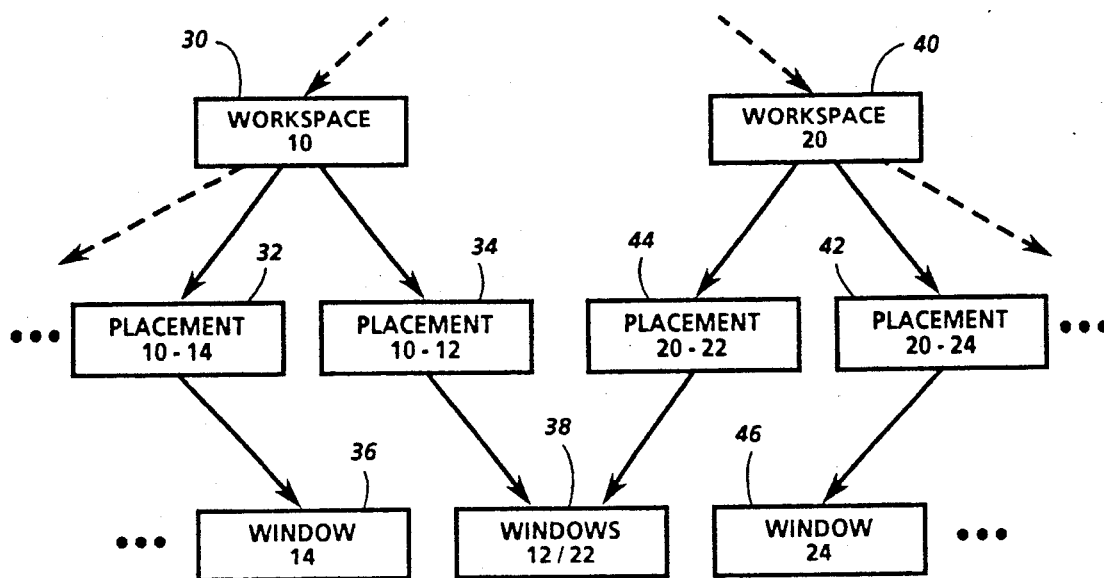 30
40
WORKSPACE
10
WORKSPACE
20
32
34
44
42
PLACEMENT
10 - 14
PLACEMENT
10 - 12
PLACEMENT
20 - 22
PLACEMENT
20 - 24
36
38
46
WINDOW
14
WINDOWS
12 / 22
WINDOW
24